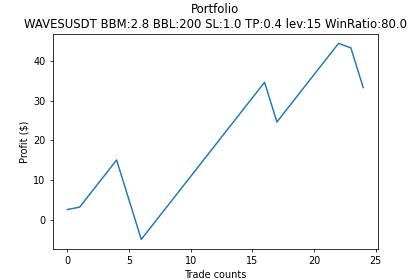 Portfolio
WAVESUSDT BBM:2.8 BBL:200 SL:1.0 TP:0.4 lev:15 WinRatio:80.0
Profit ($)
40
30
20
10
0
0 5 10 15 20 25
Trade counts